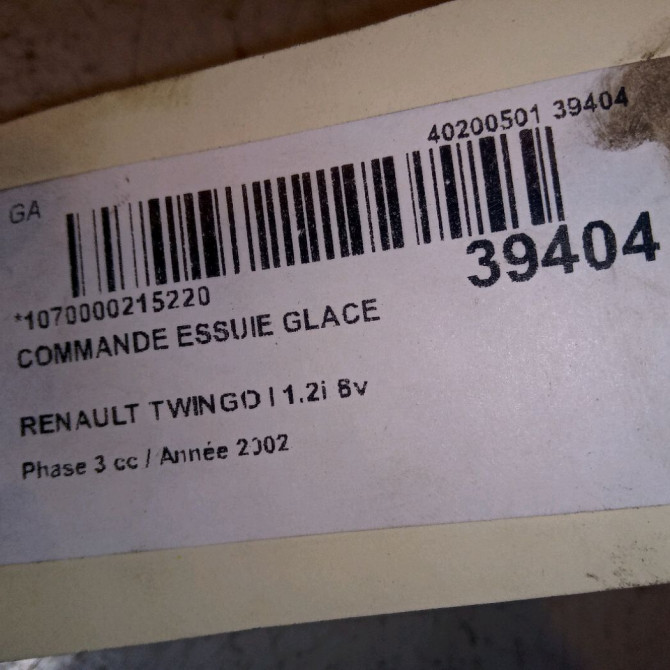 40200501 39404
GA
39404
*1070000215220
COMMANDE ESSUIE GLACE
RENAULT TWINGO I 1.2i 8v
Phase 3 cc / Année 2002